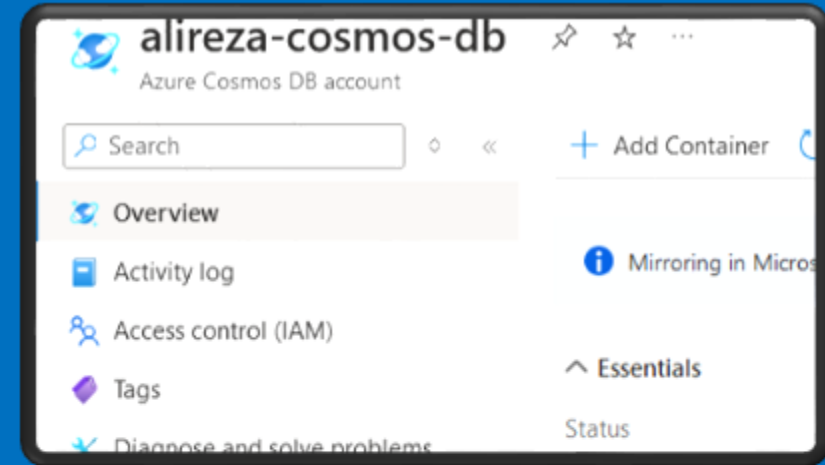 alireza-cosmos-db
Azure Cosmos DB account
Search
Add Container
Overview
Activity log
Mirroring in Micros
Access control (IAM)
Essentials
Tags
Status
Diagnose and solve problems